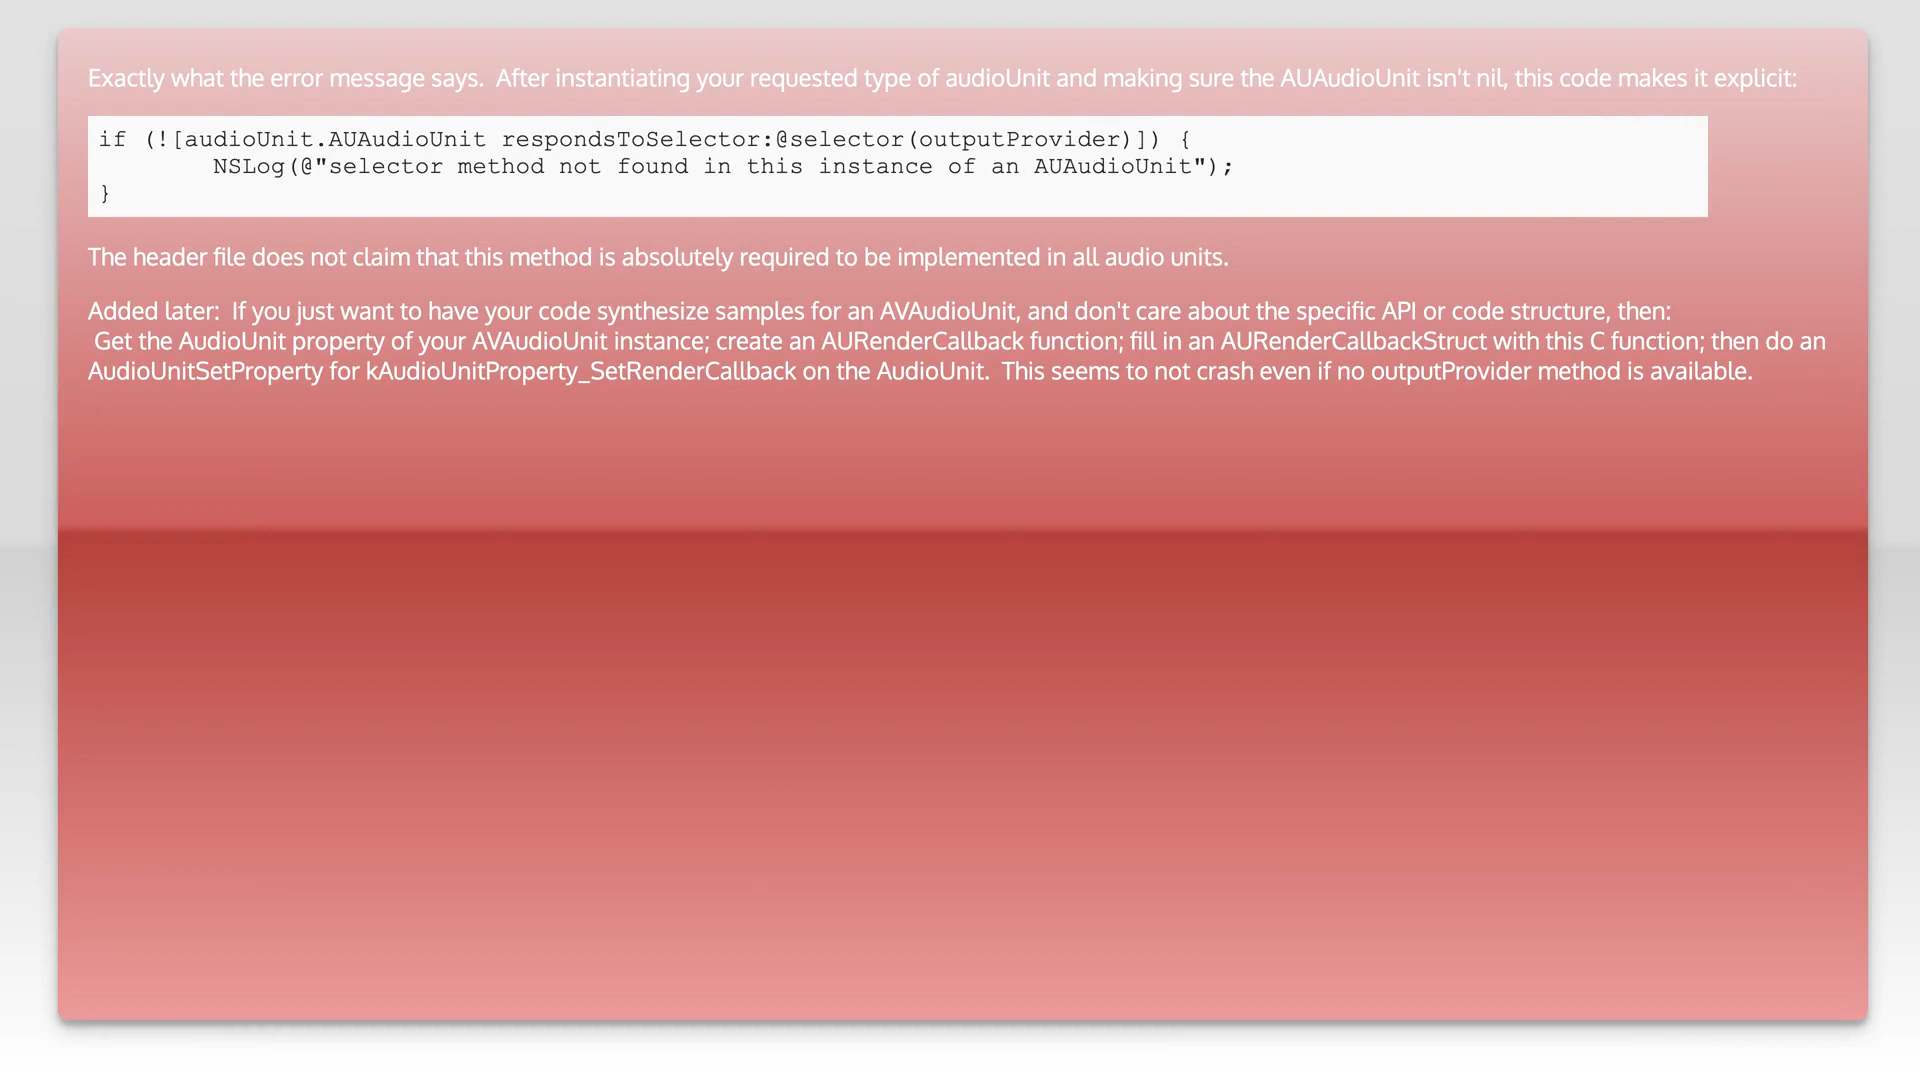 Exactly what the error message says.  After instantiating your requested type of audioUnit and making sure the AUAudioUnit isn't nil, this code makes it explicit:
if (![audioUnit.AUAudioUnit respondsToSelector:@selector(outputProvider)]) {
        NSLog(@"selector method not found in this instance of an AUAudioUnit");
}
The header file does not claim that this method is absolutely required to be implemented in all audio units.
Added later:  If you just want to have your code synthesize samples for an AVAudioUnit, and don't care about the specific API or code structure, then:
Get the AudioUnit property of your AVAudioUnit instance; create an AURenderCallback function; fill in an AURenderCallbackStruct with this C function; then do an
AudioUnitSetProperty for kAudioUnitProperty_SetRenderCallback on the AudioUnit.  This seems to not crash even if no outputProvider method is available.